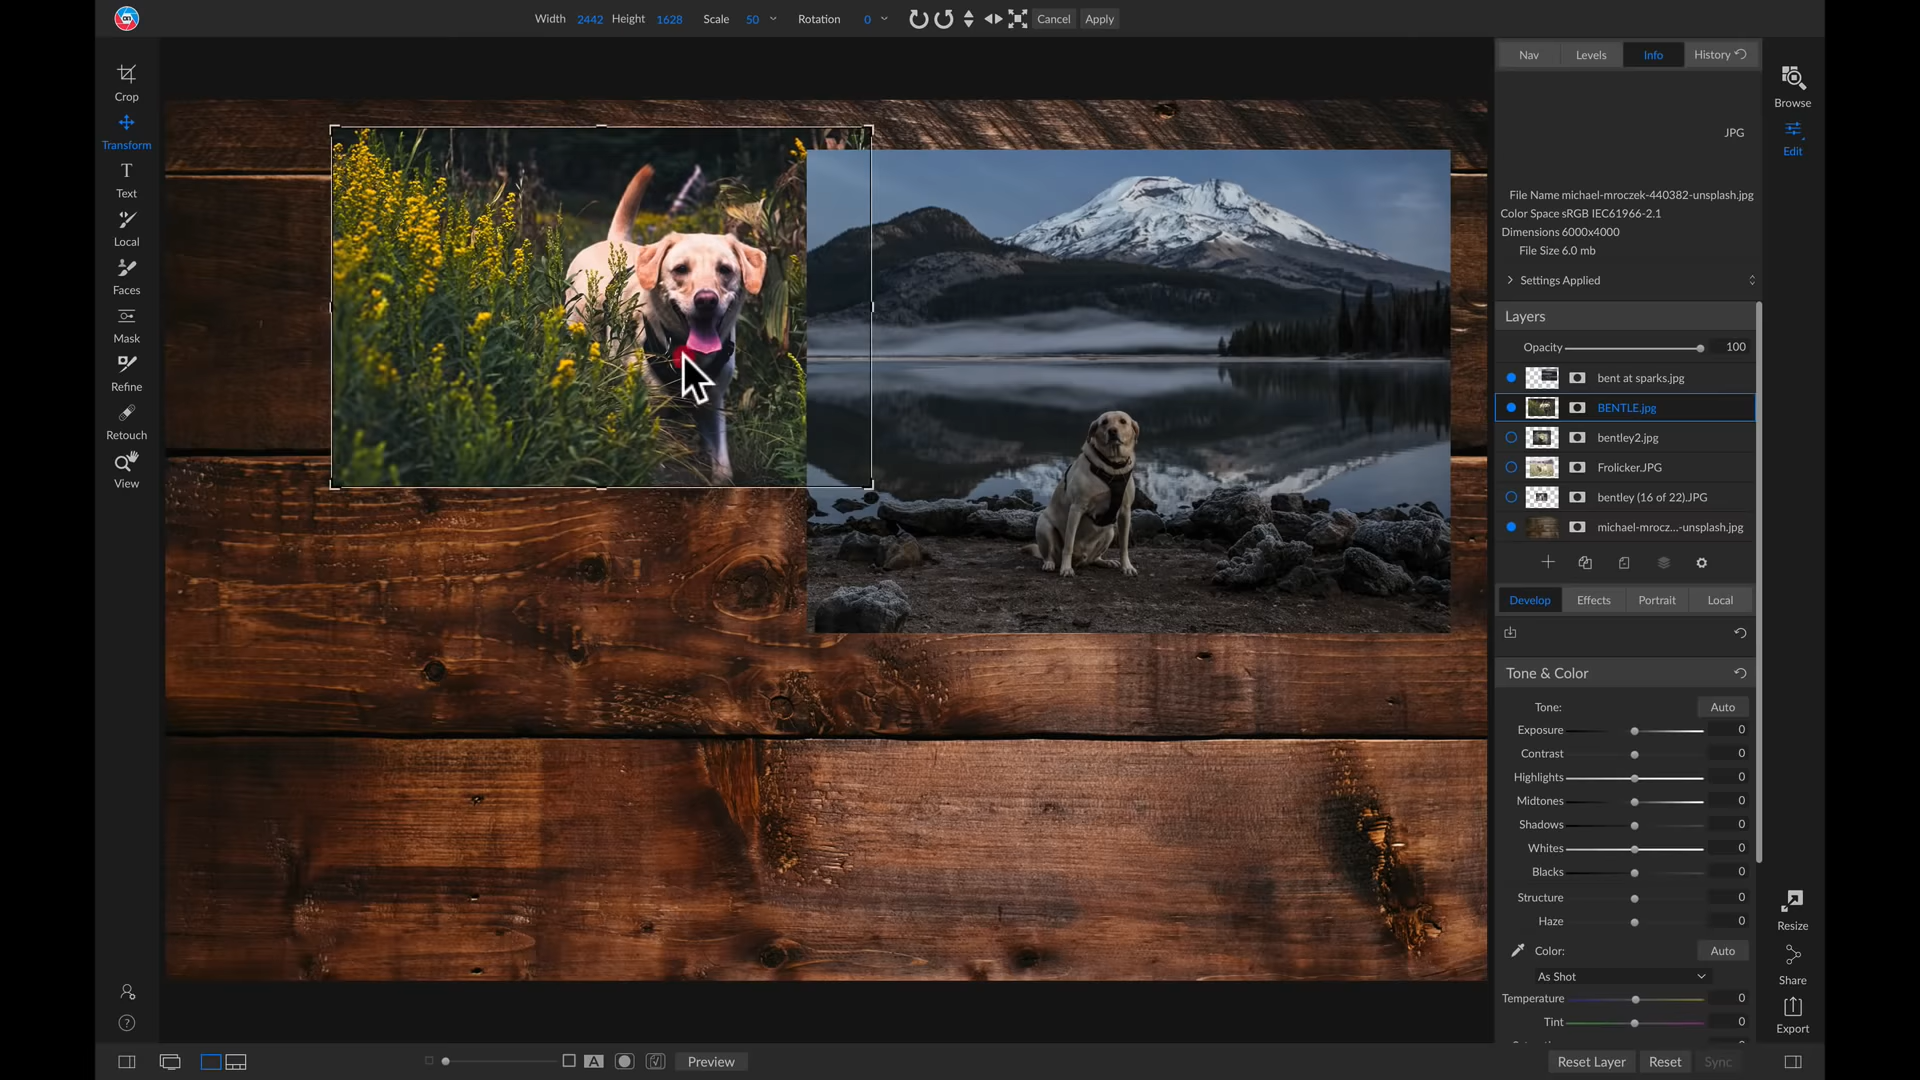 Width 2442 Height 1628 Scale 50 Rotation 0 Cancel Apply
Crop
Transform
Text
Local
Faces
Mask
Refine
Retouch
View
Nav Levels Info History
JPG
File Name michael-mroczek-440382-unsplash.jpg
Color Space sRGB IEC61966-2.1
Dimensions 6000x4000
File Size 6.0 mb
Settings Applied
Layers
Opacity 100
bent at sparks.jpg
BENTLE.jpg
bentley2.jpg
Frolicker.JPG
bentley (16 of 22).JPG
michael-mrocz...-unsplash.jpg
Develop Effects Portrait Local
Tone & Color
Tone: Auto
Exposure 0
Contrast 0
Highlights 0
Midtones 0
Shadows 0
Whites 0
Blacks 0
Structure 0
Haze 0
Color: Auto
As Shot
Temperature 0
Tint 0
Browse
Edit
Resize
Share
Export
A Preview
Reset Layer Reset Sync